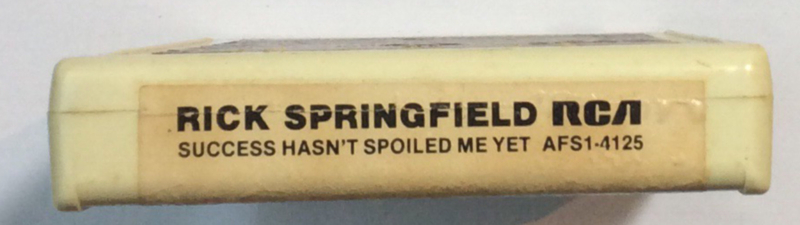 RICK SPRINGFIELD RCA
SUCCESS HASN'T SPOILED ME YET AFS1-4125